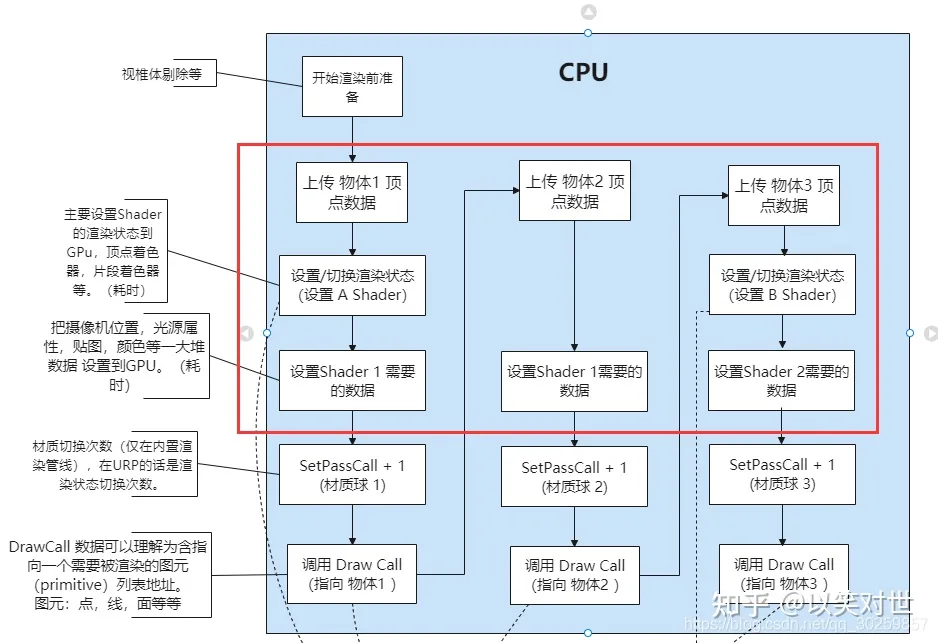 CPU
视椎体剔除等
开始渲染前准
备
上传 物体1 顶
点数据
上传 物体2 顶
点数据
上传 物体3 顶
点数据
主要设置Shader
的渲染状态到
GPu，顶点着色
器，片段着色器
等。（耗时）
设置/切换渲染状态
(设置 A Shader)
设置/切换渲染状态
(设置 B Shader)
把摄像机位置，光源属
性，贴图，颜色等一大堆
数据 设置到GPU。（耗
时）
设置Shader 1 需要
的数据
设置Shader 1需要的
数据
设置Shader 2需要的
数据
材质切换次数（仅在内置渲
染管线），在URP的话是渲
染状态切换次数。
SetPassCall + 1
(材质球 1)
SetPassCall + 1
(材质球 2)
SetPassCall + 1
(材质球 3)
DrawCall 数据可以理解为含指
向一个需要被渲染的图元
（primitive）列表地址。
图元：点，线，面等等
调用 Draw Call
(指向 物体1 ）
调用 Draw Call
(指向 物体2 ）
调用 Draw Call
(指向 物体3 ）
知乎 @以笑对世
https://blog.csdn.net/qq_30259857